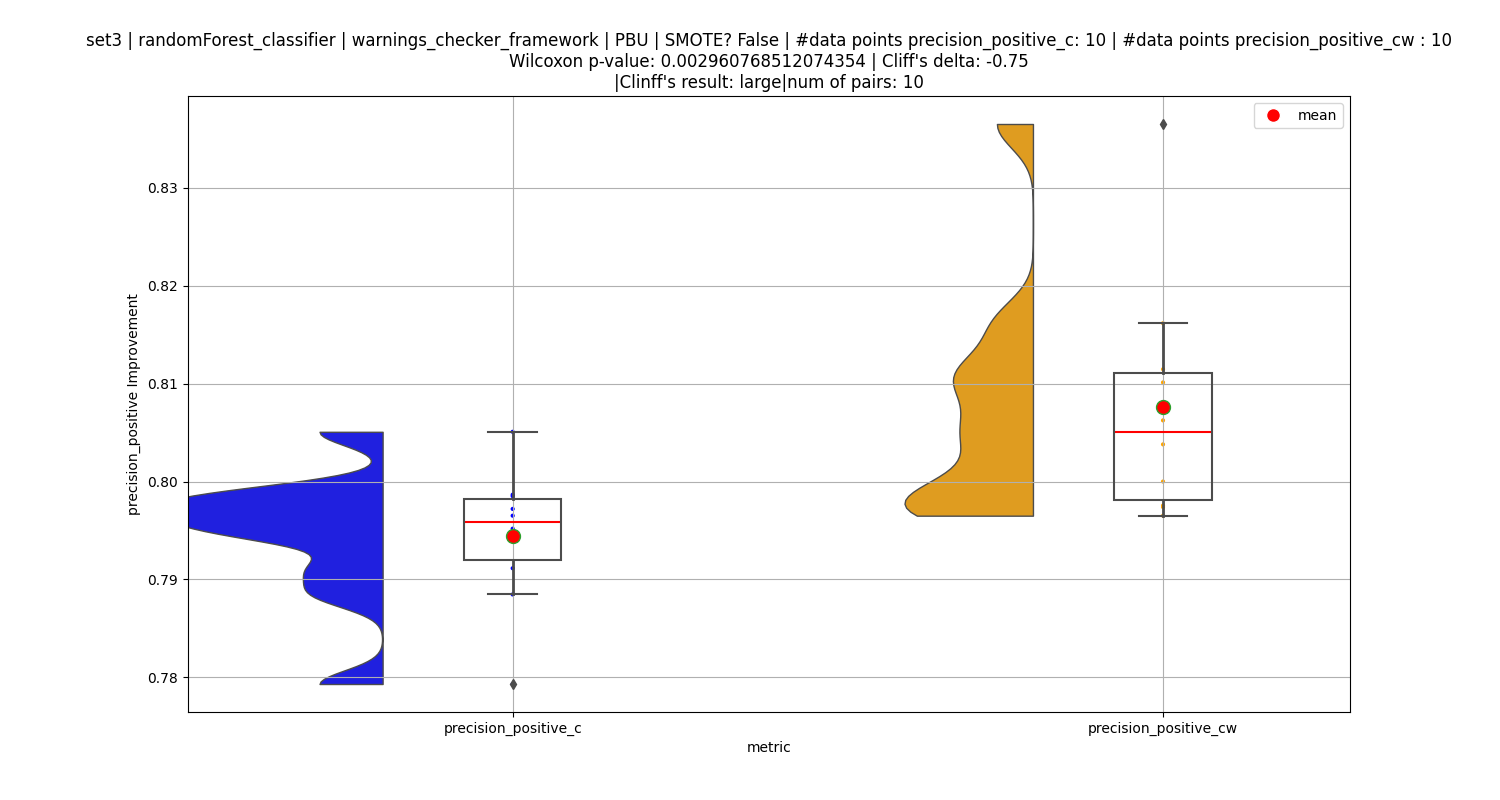 set3 | randomForest_classifier | warnings_checker_framework | PBU | SMOTE? False | #data points precision_positive_c: 10 | #data points precision_positive_cw : 10
Wilcoxon p-value: 0.002960768512074354 | Cliff's delta: -0.75
|Clinff's result: large|num of pairs: 10
mean
precision_positive Improvement
0.83
0.82
0.81
0.80
0.79
0.78
precision_positive_c
precision_positive_cw
metric